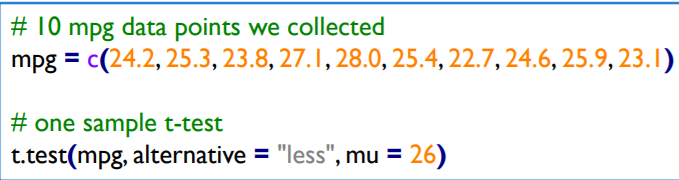 # 10 mpg data points we collected
mpg = c(24.2, 25.3, 23.8, 27.1, 28.0, 25.4, 22.7, 24.6, 25.9, 23.1)
# one sample t-test
t.test(mpg, alternative = "less", mu = 26)